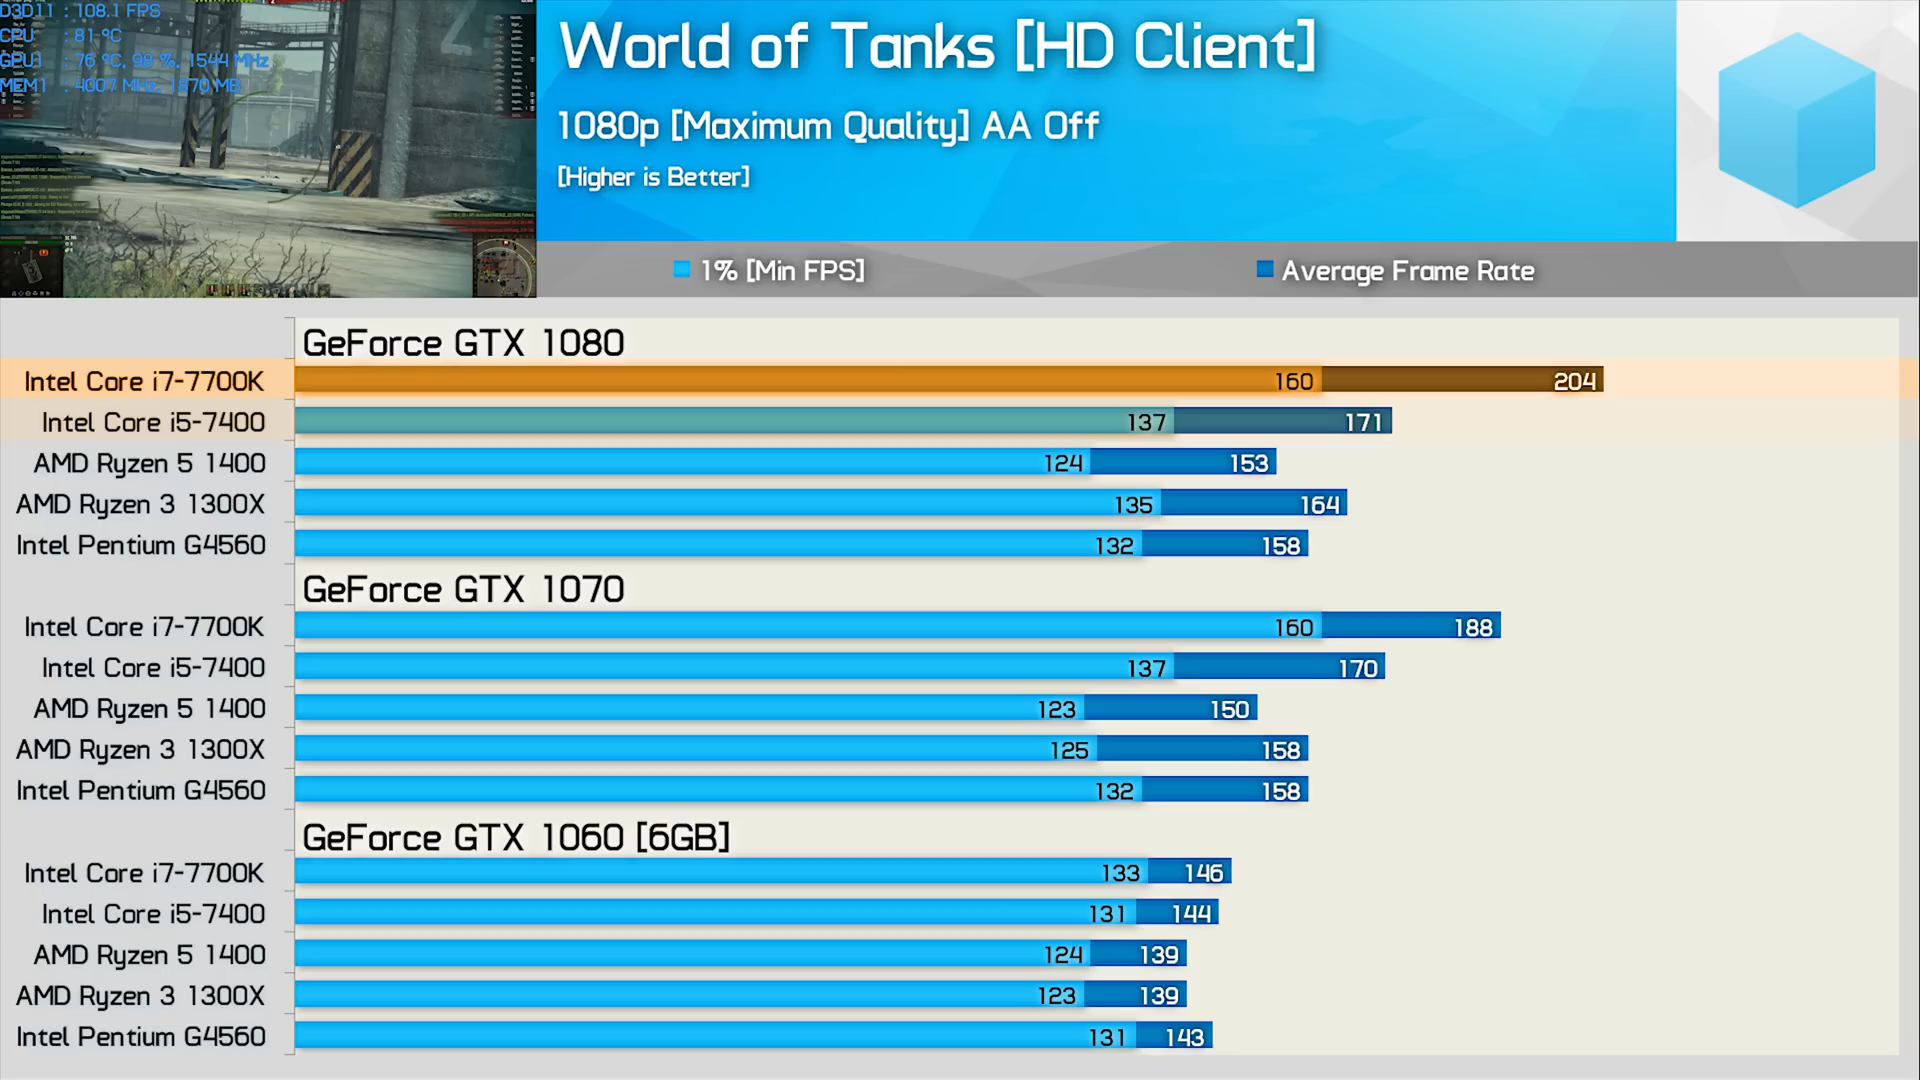 D3D11 : 108.1 FPS
CPU : 81 °C
GPU1 : 76 °C, 98 %, 1544 MHz
MEM1 : 4007 MHz, 1870 MB
World of Tanks [HD Client]
1080p [Maximum Quality] AA Off
[Higher is Better]
1% [Min FPS] Average Frame Rate
GeForce GTX 1080
Intel Core i7-7700K 160 204
Intel Core i5-7400 137 171
AMD Ryzen 5 1400 124 153
AMD Ryzen 3 1300X 135 164
Intel Pentium G4560 132 158
GeForce GTX 1070
Intel Core i7-7700K 160 188
Intel Core i5-7400 137 170
AMD Ryzen 5 1400 123 150
AMD Ryzen 3 1300X 125 158
Intel Pentium G4560 132 158
GeForce GTX 1060 [6GB]
Intel Core i7-7700K 133 146
Intel Core i5-7400 131 144
AMD Ryzen 5 1400 124 139
AMD Ryzen 3 1300X 123 139
Intel Pentium G4560 131 143